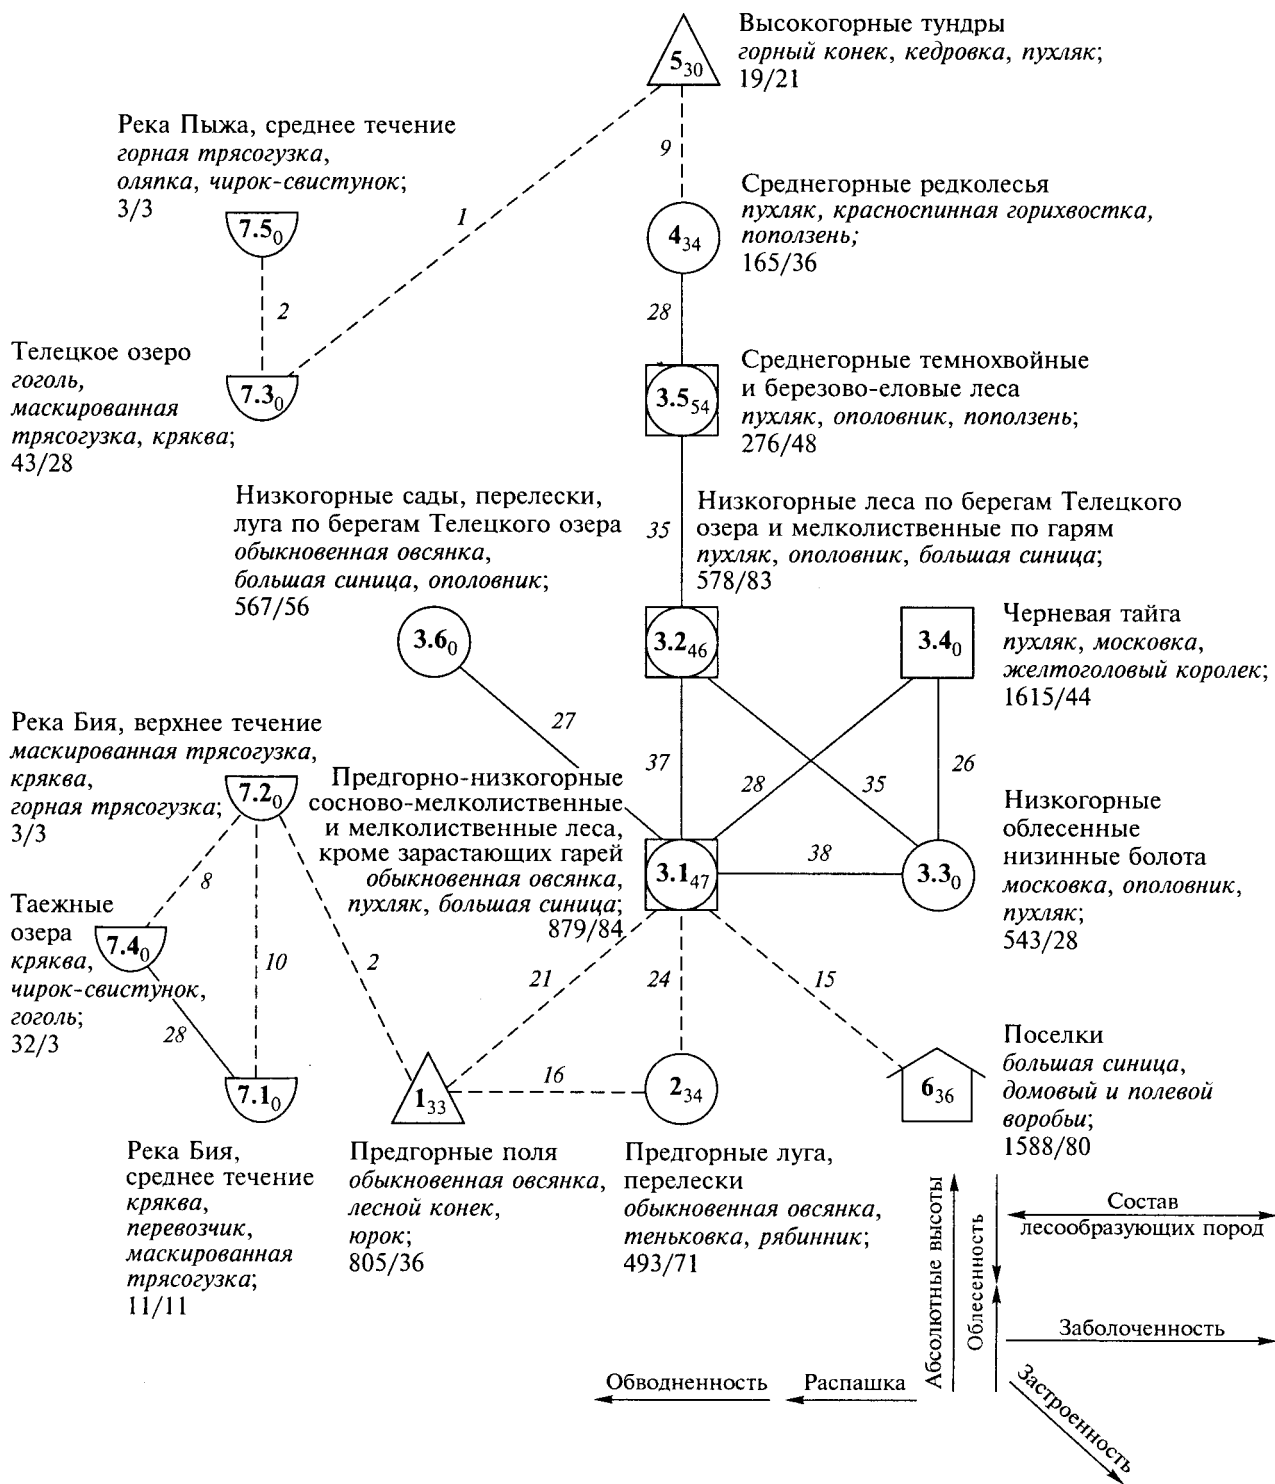 Высокогорные тундры
горный конек, кедровка, пухляк;
19/21
5₃₀
Река Пыжа, среднее течение
горная трясогузка,
оляпка, чирок-свистунок;
3/3
7.5₀
9
1
Среднегорные редколесья
пухляк, красноспинная горихвостка,
поползень;
165/36
4₃₄
2
28
Телецкое озеро
гоголь,
маскированная
трясогузка, кряква;
43/28
7.3₀
Среднегорные темнохвойные
и березово-еловые леса
пухляк, ополовник, поползень;
276/48
3.5₅₄
Низкогорные сады, перелески,
луга по берегам Телецкого озера
обыкновенная овсянка,
большая синица, ополовник;
567/56
3.6₀
35
Низкогорные леса по берегам Телецкого
озера и мелколиственные по гарям
пухляк, ополовник, большая синица;
578/83
3.2₄₆
3.4₀
Черневая тайга
пухляк, московка,
желтоголовый королек;
1615/44
27
37
28
35
26
Река Бия, верхнее течение
маскированная трясогузка,
кряква,
горная трясогузка;
3/3
7.2₀
Предгорно-низкогорные
сосново-мелколиственные
и мелколиственные леса,
кроме зарастающих гарей
обыкновенная овсянка,
пухляк, большая синица;
879/84
3.1₄₇
38
3.3₀
Низкогорные
облесенные
низинные болота
московка, ополовник,
пухляк;
543/28
8
10
2
21
24
15
Таежные
озера
кряква,
чирок-свистунок,
гоголь;
32/3
7.4₀
28
7.1₀
1₃₃
16
2₃₄
6₃₆
Поселки
большая синица,
домовый и полевой
воробьи;
1588/80
Река Бия,
среднее течение
кряква,
перевозчик,
маскированная
трясогузка;
11/11
Предгорные поля
обыкновенная овсянка,
лесной конек,
юрок;
805/36
Предгорные луга,
перелески
обыкновенная овсянка,
теньковка, рябинник;
493/71
Абсолютные высоты
Облесенность
Состав
лесообразующих пород
Заболоченность
Обводненность
Распашка
Застроенность